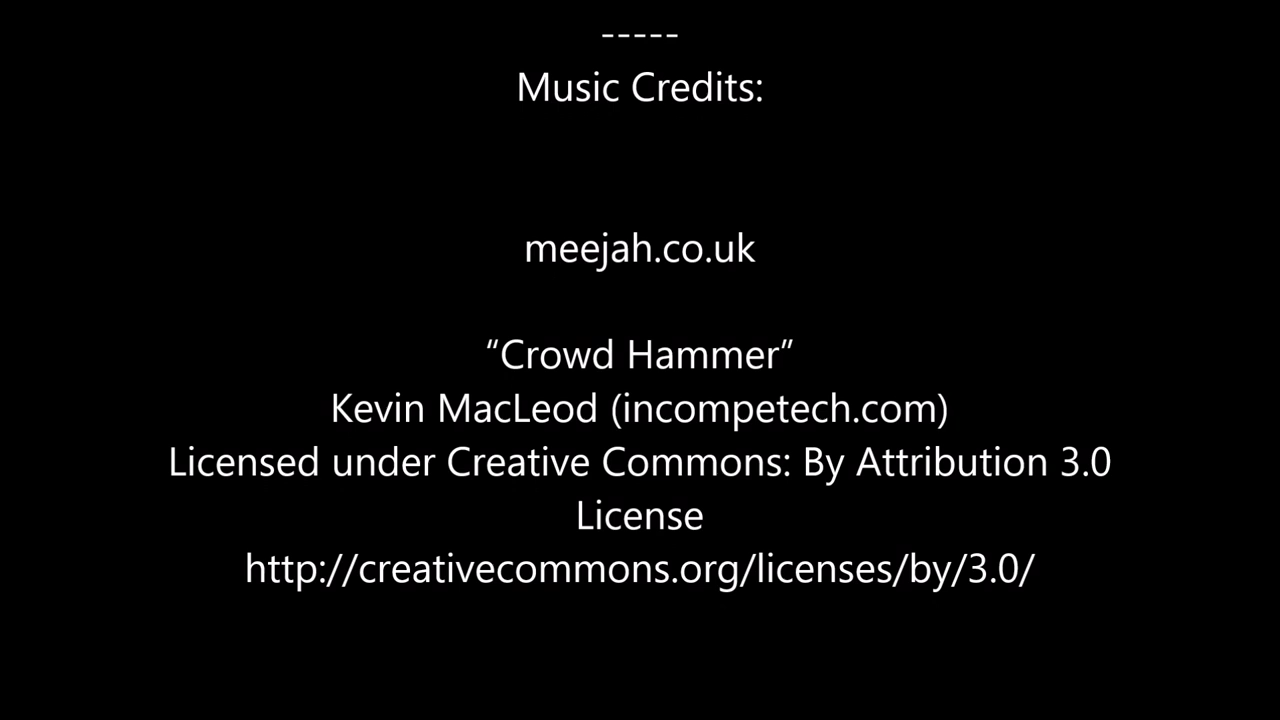 -----
Music Credits:
meejah.co.uk
“Crowd Hammer”
Kevin MacLeod (incompetech.com)
Licensed under Creative Commons: By Attribution 3.0
License
http://creativecommons.org/licenses/by/3.0/